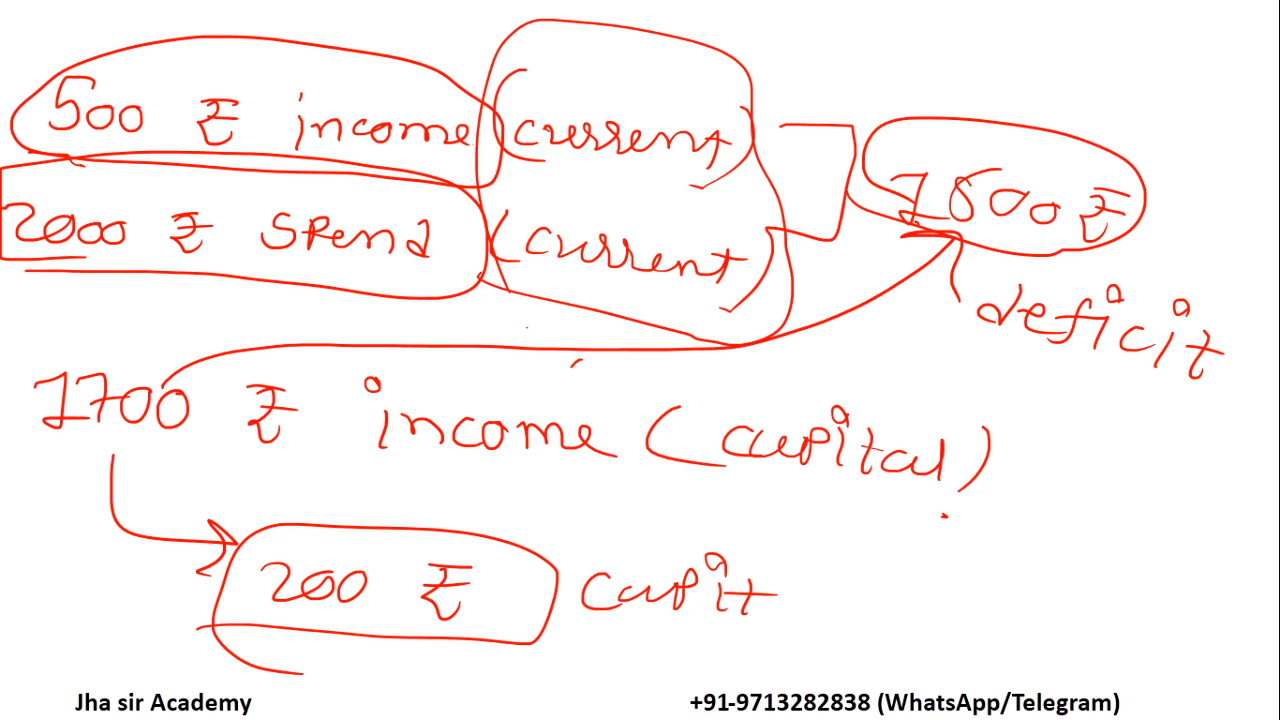 500 ₹ income (current)
2000 ₹ spend (current)
1500 ₹
deficit
1700 ₹ income (capital)
200 ₹ capit
Jha sir Academy
+91-9713282838 (WhatsApp/Telegram)